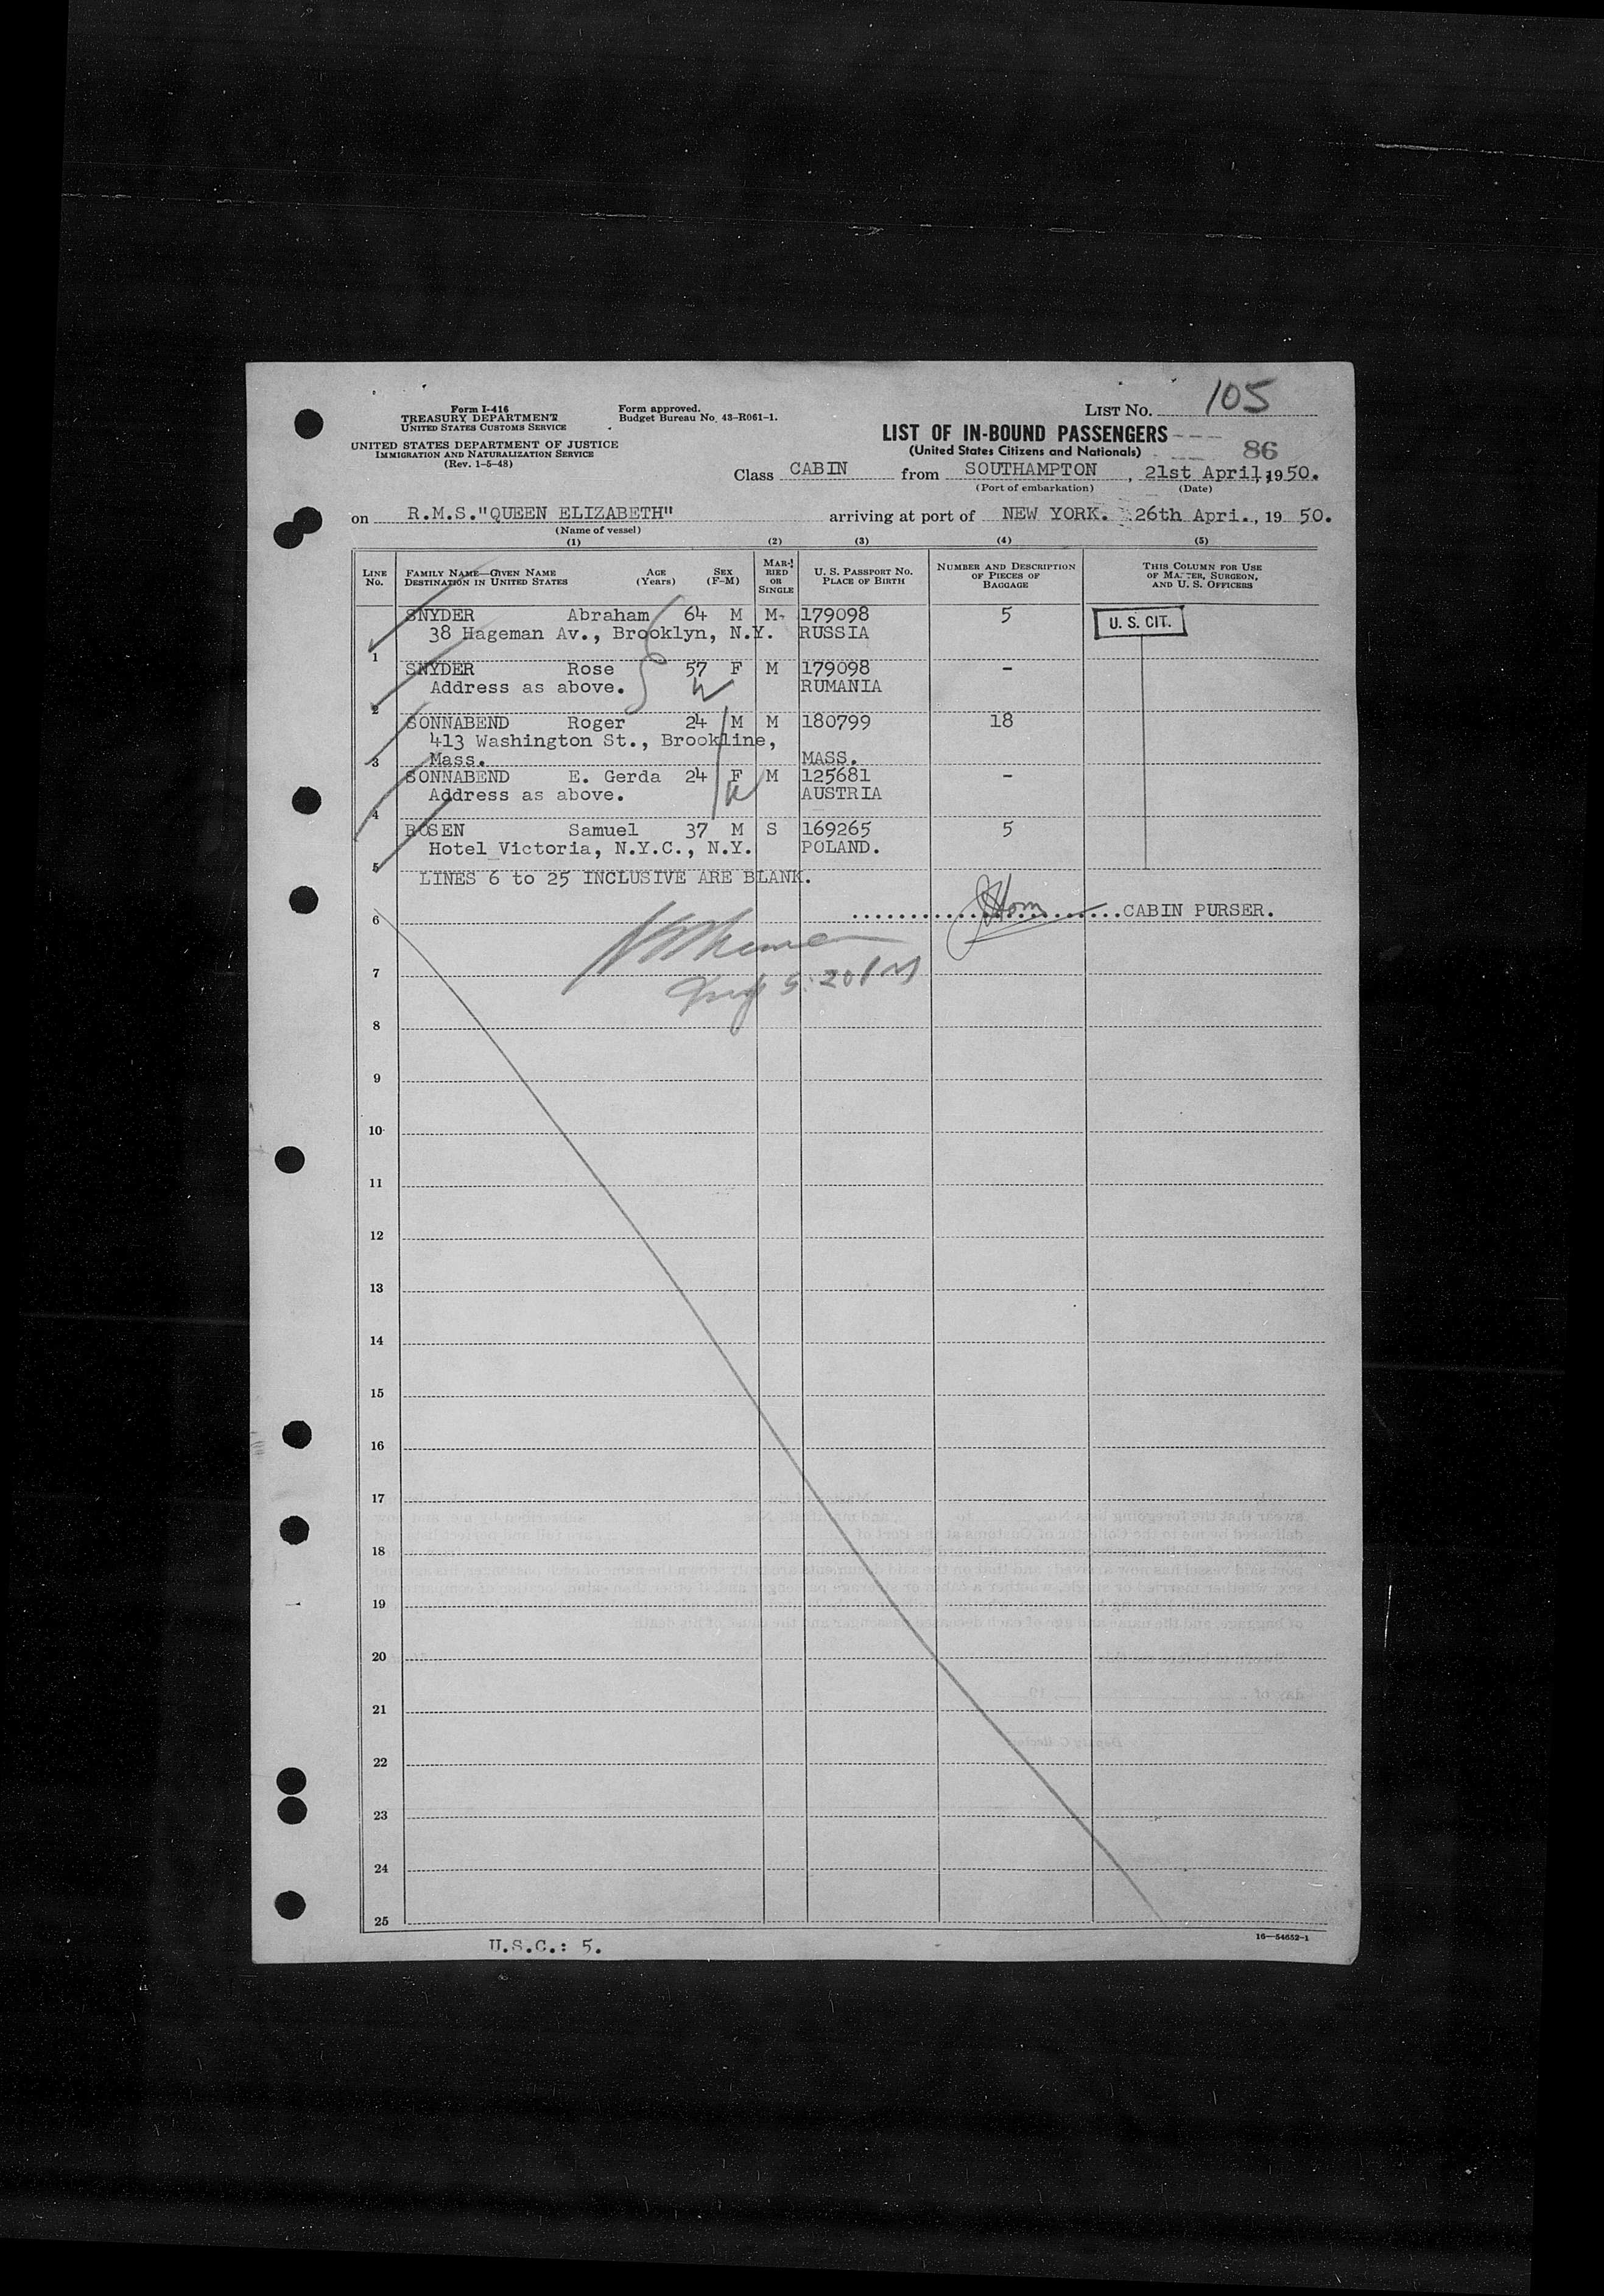 Form I-416
TREASURY DEPARTMENT
UNITED STATES CUSTOMS SERVICE
UNITED STATES DEPARTMENT OF JUSTICE
IMMIGRATION AND NATURALIZATION SERVICE
(Rev. 1-5-48)
Form approved.
Budget Bureau No. 43-R061-1.
LIST No. 105
LIST OF IN-BOUND PASSENGERS
(United States Citizens and Nationals)
86
Class CABIN from SOUTHAMPTON, 21st April, 1950.
(Port of embarkation) (Date)
on R.M.S."QUEEN ELIZABETH" arriving at port of NEW YORK. 26th Apri., 19 50.
(Name of vessel)
(1) (2) (3) (4) (5)
LINE No. FAMILY NAME—GIVEN NAME DESTINATION IN UNITED STATES AGE (Years) SEX (F-M) MARRIED OR SINGLE U. S. PASSPORT No. PLACE OF BIRTH NUMBER AND DESCRIPTION OF PIECES OF BAGGAGE THIS COLUMN FOR USE OF MASTER, SURGEON, AND U. S. OFFICERS
SNYDER Abraham 64 M M 179098 5 U. S. CIT.
38 Hageman Av., Brooklyn, N.Y. RUSSIA
1
SNYDER Rose 57 F M 179098 -
Address as above. RUMANIA
2
SONNABEND Roger 24 M M 180799 18
413 Washington St., Brookline,
3 Mass. MASS.
SONNABEND E. Gerda 24 F M 125681 -
Address as above. AUSTRIA
4
ROSEN Samuel 37 M S 169265 5
Hotel Victoria, N.Y.C., N.Y. POLAND.
5
LINES 6 to 25 INCLUSIVE ARE BLANK.
CABIN PURSER.
6
7
8
9
10
11
12
13
14
15
16
17
18
19
20
21
22
23
24
25
U.S.C.: 5.
16—54652-1